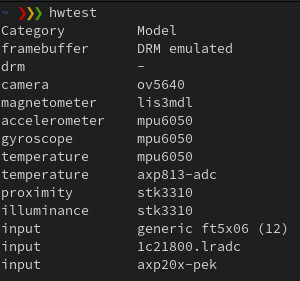 ~ ❯❯❯ hwtest
Category Model
framebuffer DRM emulated
drm -
camera ov5640
magnetometer lis3mdl
accelerometer mpu6050
gyroscope mpu6050
temperature mpu6050
temperature axp813-adc
proximity stk3310
illuminance stk3310
input generic ft5x06 (12)
input 1c21800.lradc
input axp20x-pek